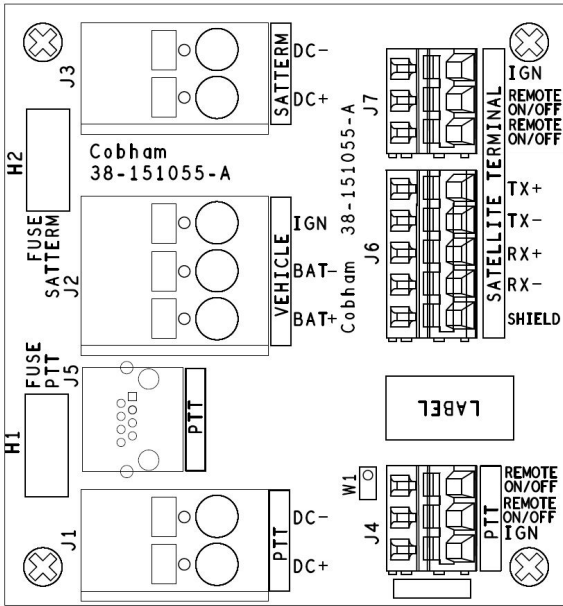 J3
DC-
DC+
SATTERM
H2
FUSE
SATTERM
Cobham
38-151055-A
J2
IGN
BAT-
BAT+
VEHICLE
Cobham 38-151055-A
J7
IGN
REMOTE
ON/OFF
REMOTE
ON/OFF
J6
TX+
TX-
RX+
RX-
SHIELD
SATELLITE TERMINAL
FUSE
PTT
H1
J5
PTT
LABEL
J1
DC-
DC+
PTT
W1
J4
REMOTE
ON/OFF
REMOTE
ON/OFF
IGN
PTT